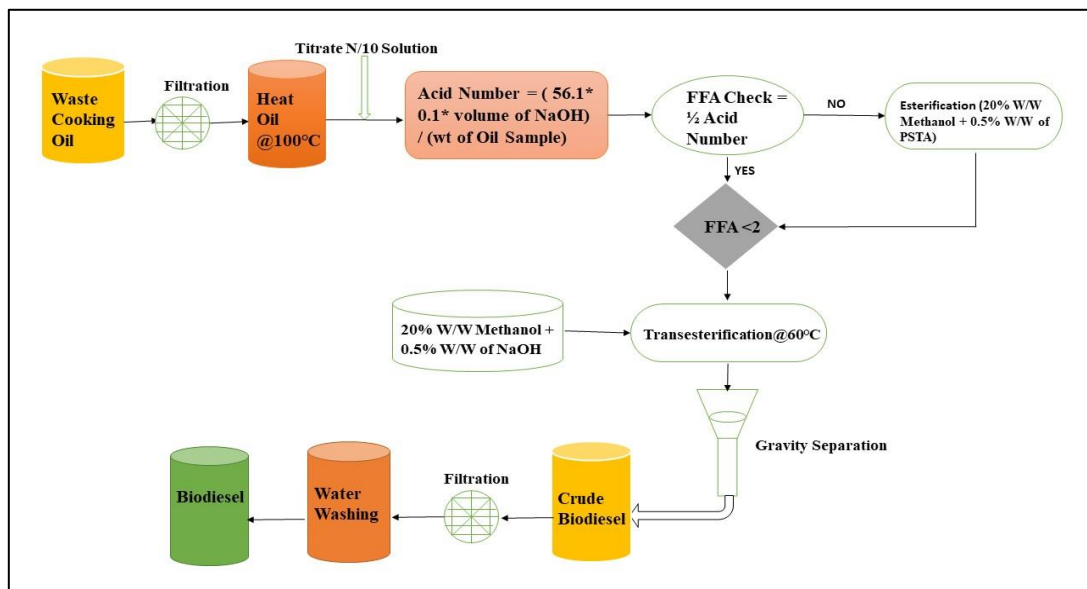 Titrate N/10 Solution
Waste
Cooking
Oil
Filtration
Heat
Oil
@100°C
Acid Number = ( 56.1*
0.1* volume of NaOH)
/ (wt of Oil Sample)
FFA Check =
½ Acid
Number
NO
Esterification (20% W/W
Methanol + 0.5% W/W of
PSTA)
YES
FFA <2
20% W/W Methanol +
0.5% W/W of NaOH
Transesterification@60°C
Gravity Separation
Biodiesel
Water
Washing
Filtration
Crude
Biodiesel